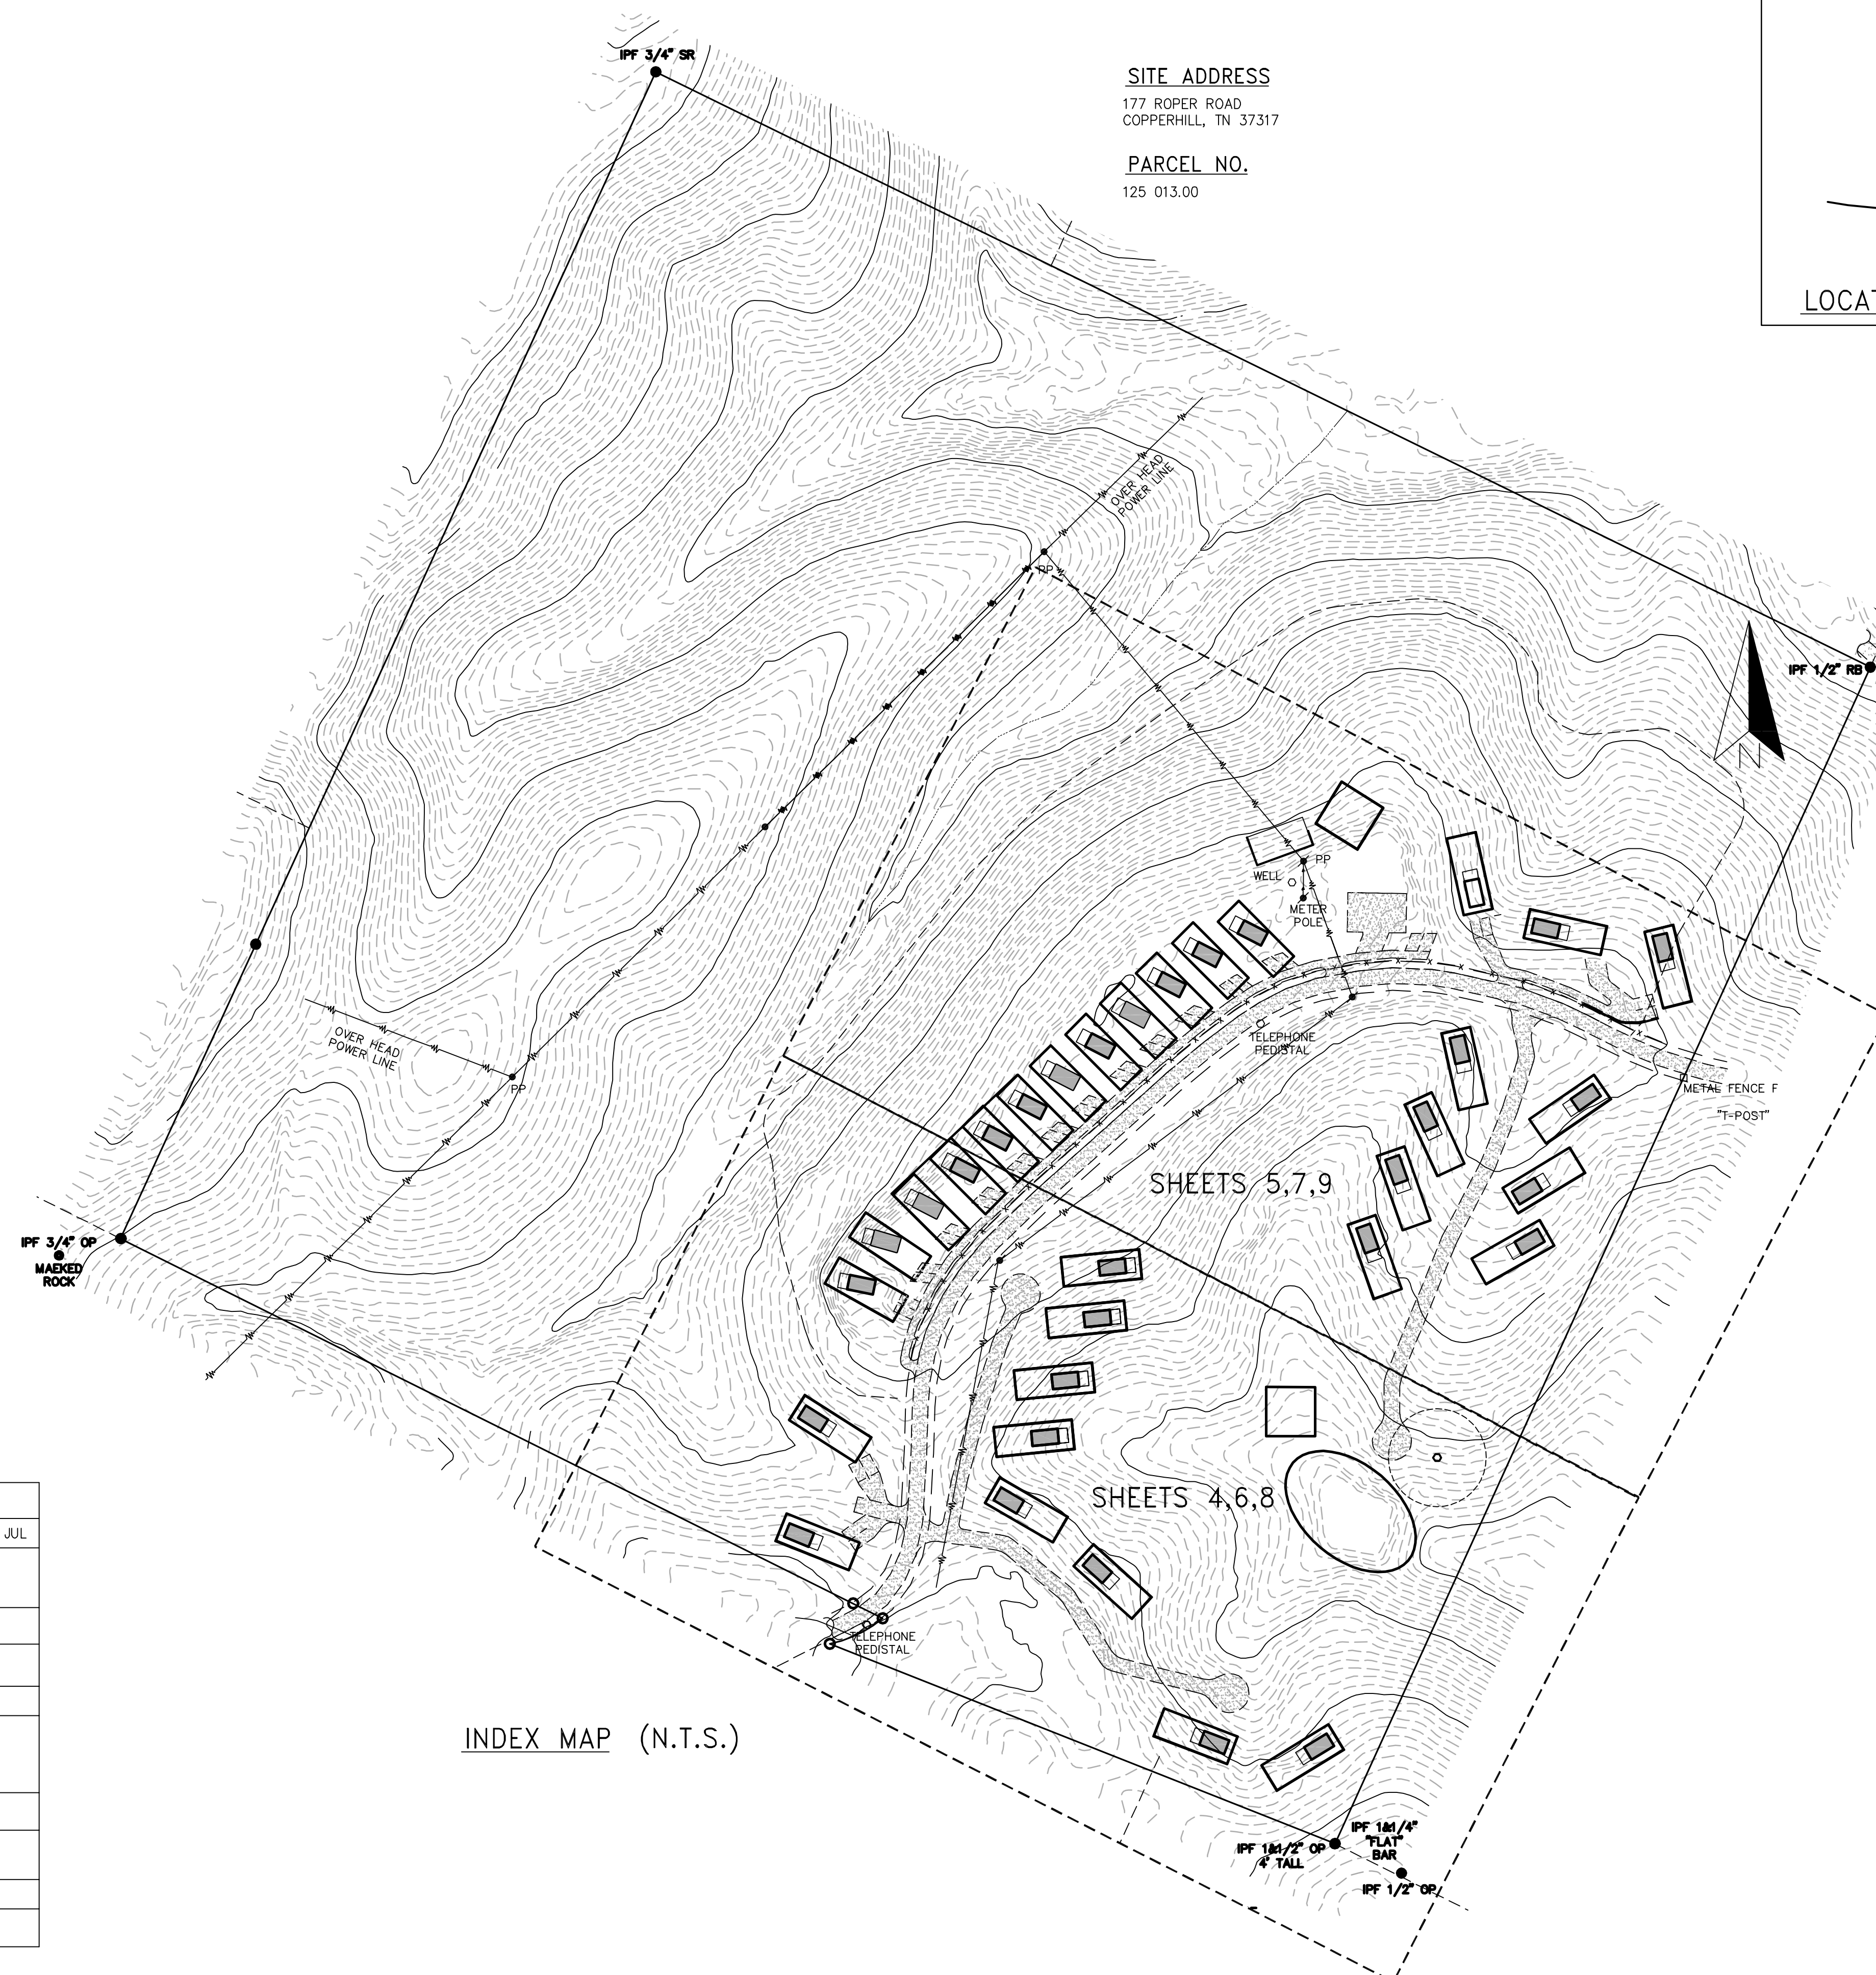 IPF 3/4" SR
SITE ADDRESS
177 ROPER ROAD
COPPERHILL, TN 37317
PARCEL NO.
125 013.00
LOCAT
OVER HEAD
POWER LINE
PP
IPF 1/2" RB
N
PP
WELL
METER
POLE
OVER HEAD
POWER LINE
PP
TELEPHONE
PEDISTAL
METAL FENCE F
"T-POST"
SHEETS 5,7,9
IPF 3/4" OP
MAEKED
ROCK
SHEETS 4,6,8
JUL
TELEPHONE
PEDISTAL
INDEX MAP (N.T.S.)
IPF 1&1/4"
"FLAT"
BAR
IPF 1&1/2" OP
4' TALL
IPF 1/2" OP